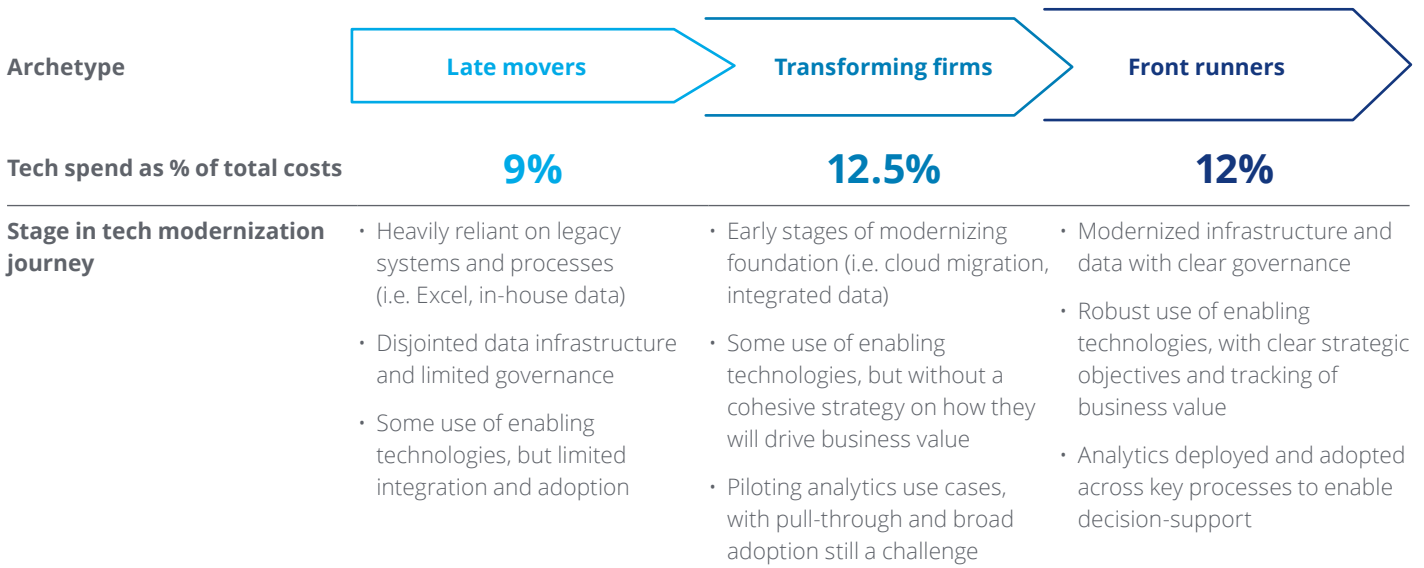 Archetype
Late movers
Transforming firms
Front runners
Tech spend as % of total costs
9%
12.5%
12%
Stage in tech modernization
journey
• Heavily reliant on legacy
systems and processes
(i.e. Excel, in-house data)
• Disjointed data infrastructure
and limited governance
• Some use of enabling
technologies, but limited
integration and adoption
• Early stages of modernizing
foundation (i.e. cloud migration,
integrated data)
• Some use of enabling
technologies, but without a
cohesive strategy on how they
will drive business value
• Piloting analytics use cases,
with pull-through and broad
adoption still a challenge
• Modernized infrastructure and
data with clear governance
• Robust use of enabling
technologies, with clear strategic
objectives and tracking of
business value
• Analytics deployed and adopted
across key processes to enable
decision-support